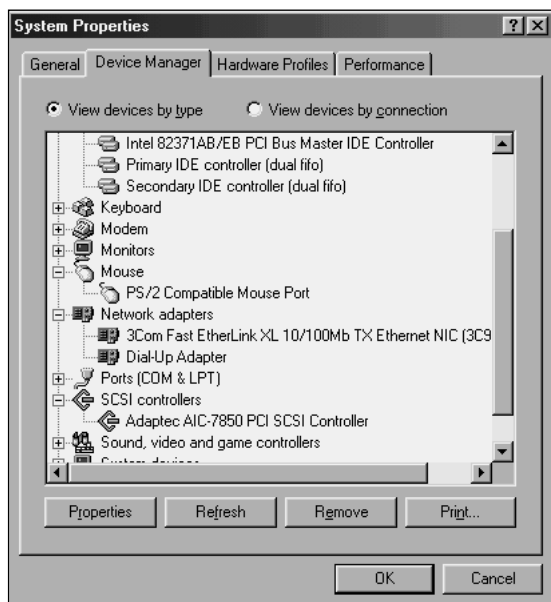 System Properties
General Device Manager Hardware Profiles Performance
View devices by type View devices by connection
Intel 82371AB/EB PCI Bus Master IDE Controller
Primary IDE controller (dual fifo)
Secondary IDE controller (dual fifo)
Keyboard
Modem
Monitors
Mouse
PS/2 Compatible Mouse Port
Network adapters
3Com Fast EtherLink XL 10/100Mb TX Ethernet NIC (3C9
Dial-Up Adapter
Ports (COM & LPT)
SCSI controllers
Adaptec AIC-7850 PCI SCSI Controller
Sound, video and game controllers
System devices
Properties Refresh Remove Print...
OK Cancel